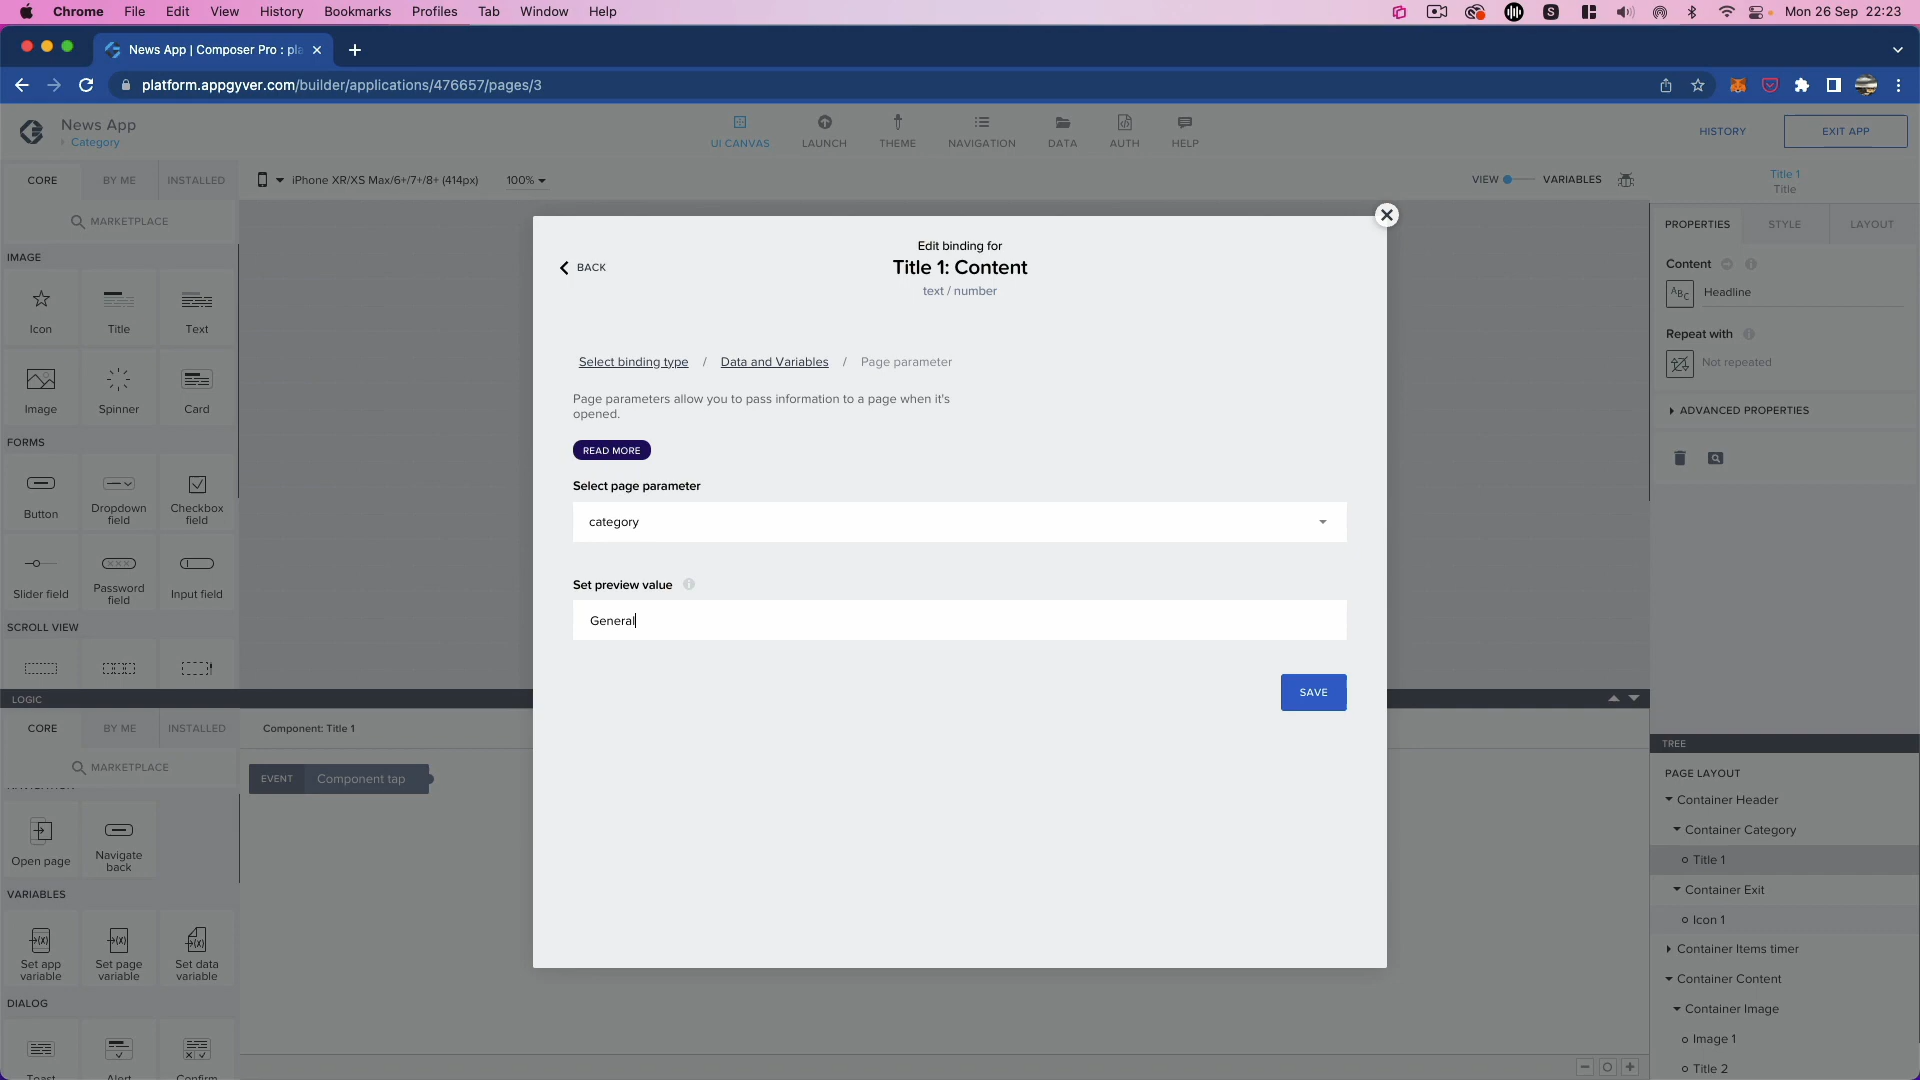 Chrome File Edit View History Bookmarks Profiles Tab Window Help Mon 26 Sep 22:23
News App | Composer Pro : pla
platform.appgyver.com/builder/applications/476657/pages/3
News App
Category
UI CANVAS LAUNCH THEME NAVIGATION DATA AUTH HELP
HISTORY EXIT APP
CORE BY ME INSTALLED
iPhone XR/XS Max/6+/7+/8+ (414px) 100%
VIEW VARIABLES
Title 1
Title
MARKETPLACE
PROPERTIES STYLE LAYOUT
IMAGE
Icon Title Text
Image Spinner Card
FORMS
Button Dropdown field Checkbox field
Slider field Password field Input field
SCROLL VIEW
Edit binding for
BACK Title 1: Content
text / number
Select binding type / Data and Variables / Page parameter
Page parameters allow you to pass information to a page when it's
opened.
READ MORE
Select page parameter
category
Set preview value
General
SAVE
Content
ABC Headline
Repeat with
Not repeated
ADVANCED PROPERTIES
LOGIC
CORE BY ME INSTALLED
Component: Title 1
MARKETPLACE
EVENT Component tap
NAVIGATION
Open page Navigate back
VARIABLES
Set app variable Set page variable Set data variable
DIALOG
Toast Alert Confirm
TREE
PAGE LAYOUT
Container Header
Container Category
Title 1
Container Exit
Icon 1
Container Items timer
Container Content
Container Image
Image 1
Title 2